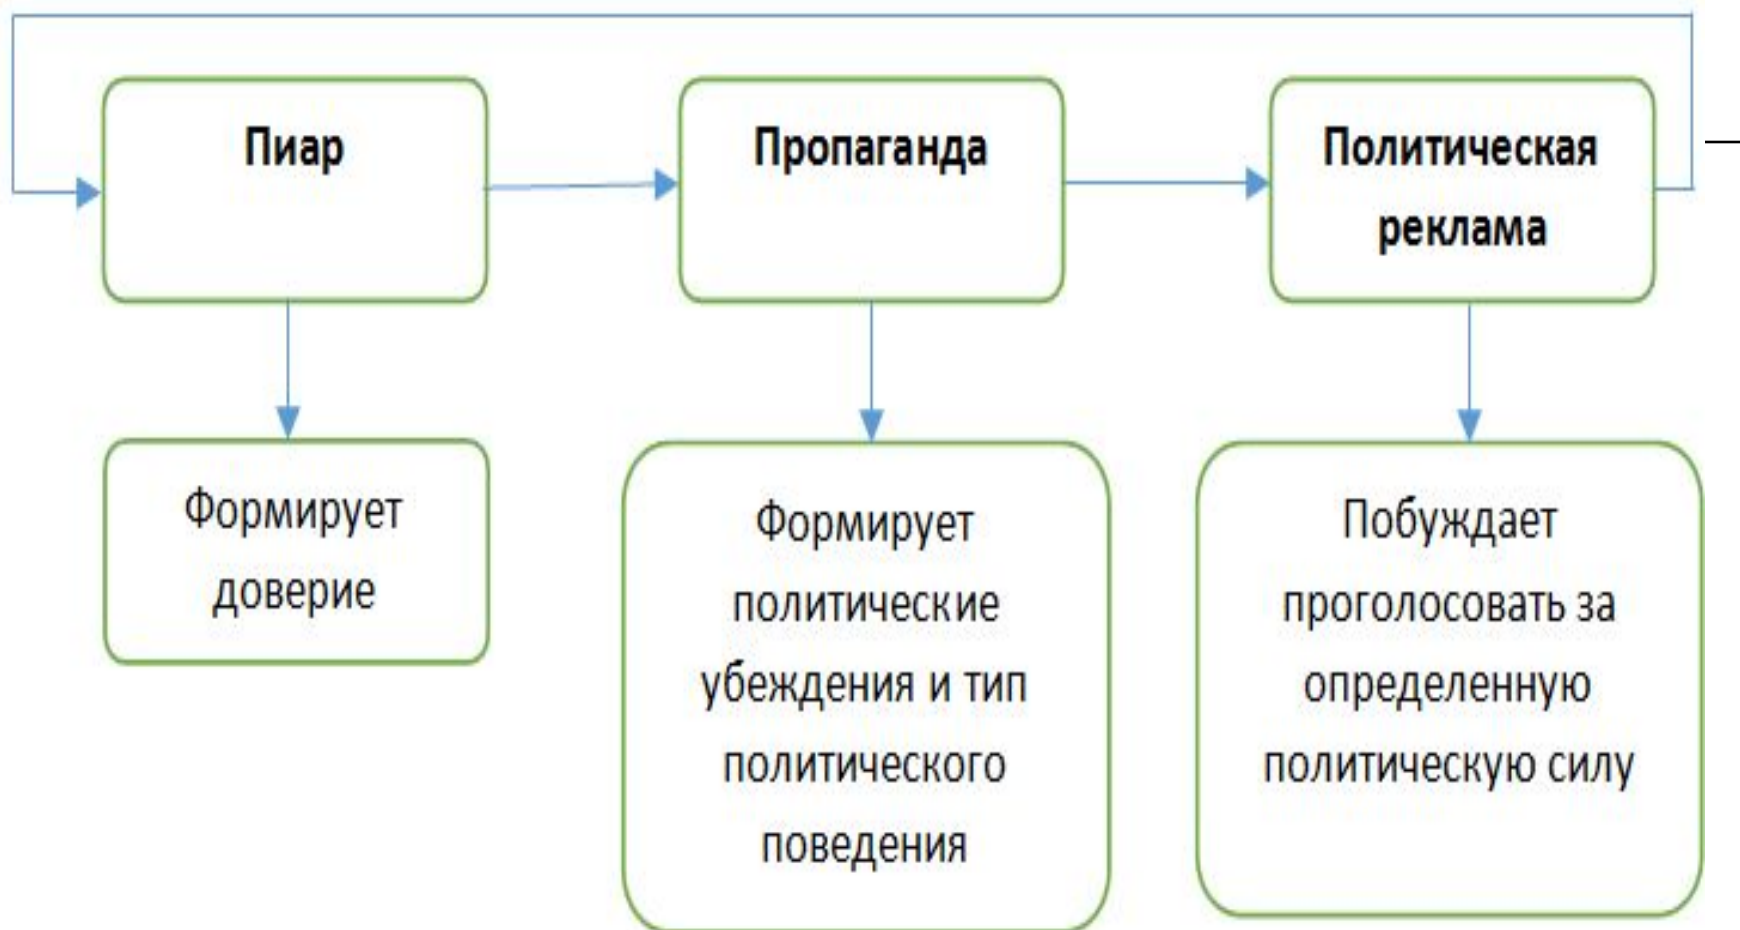 Пиар
Пропаганда
Политическая
реклама
Формирует
доверие
Формирует
политические
убеждения и тип
политического
поведения
Побуждает
проголосовать за
определенную
политическую силу